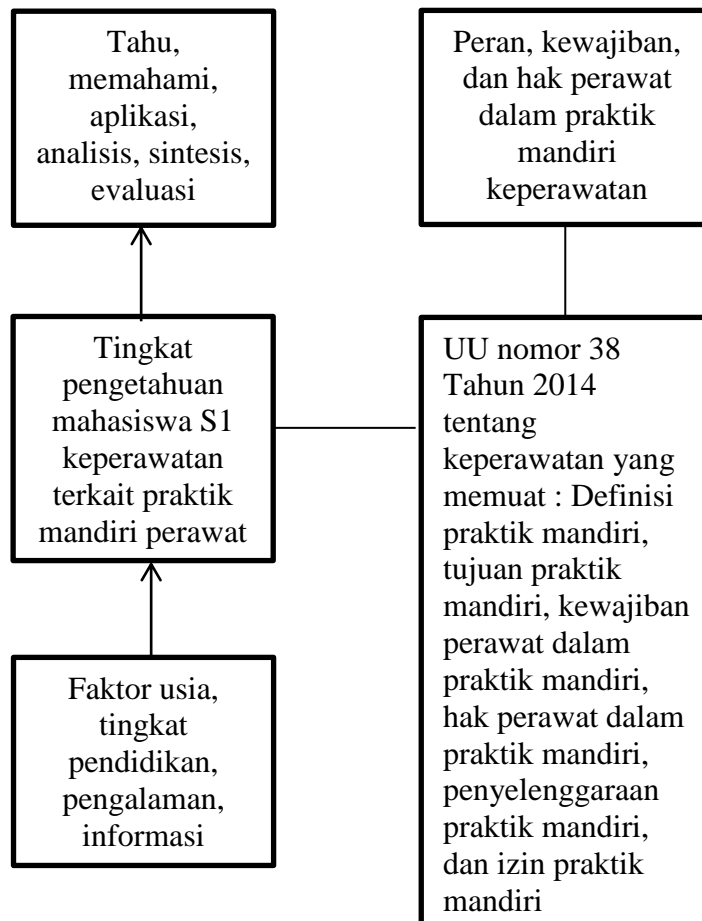 Tahu,
memahami,
aplikasi,
analisis, sintesis,
evaluasi
Peran, kewajiban,
dan hak perawat
dalam praktik
mandiri
keperawatan
Tingkat
pengetahuan
mahasiswa S1
keperawatan
terkait praktik
mandiri perawat
UU nomor 38
Tahun 2014
tentang
keperawatan yang
memuat : Definisi
praktik mandiri,
tujuan praktik
mandiri, kewajiban
perawat dalam
praktik mandiri,
hak perawat dalam
praktik mandiri,
penyelenggaraan
praktik mandiri,
dan izin praktik
mandiri
Faktor usia,
tingkat
pendidikan,
pengalaman,
informasi